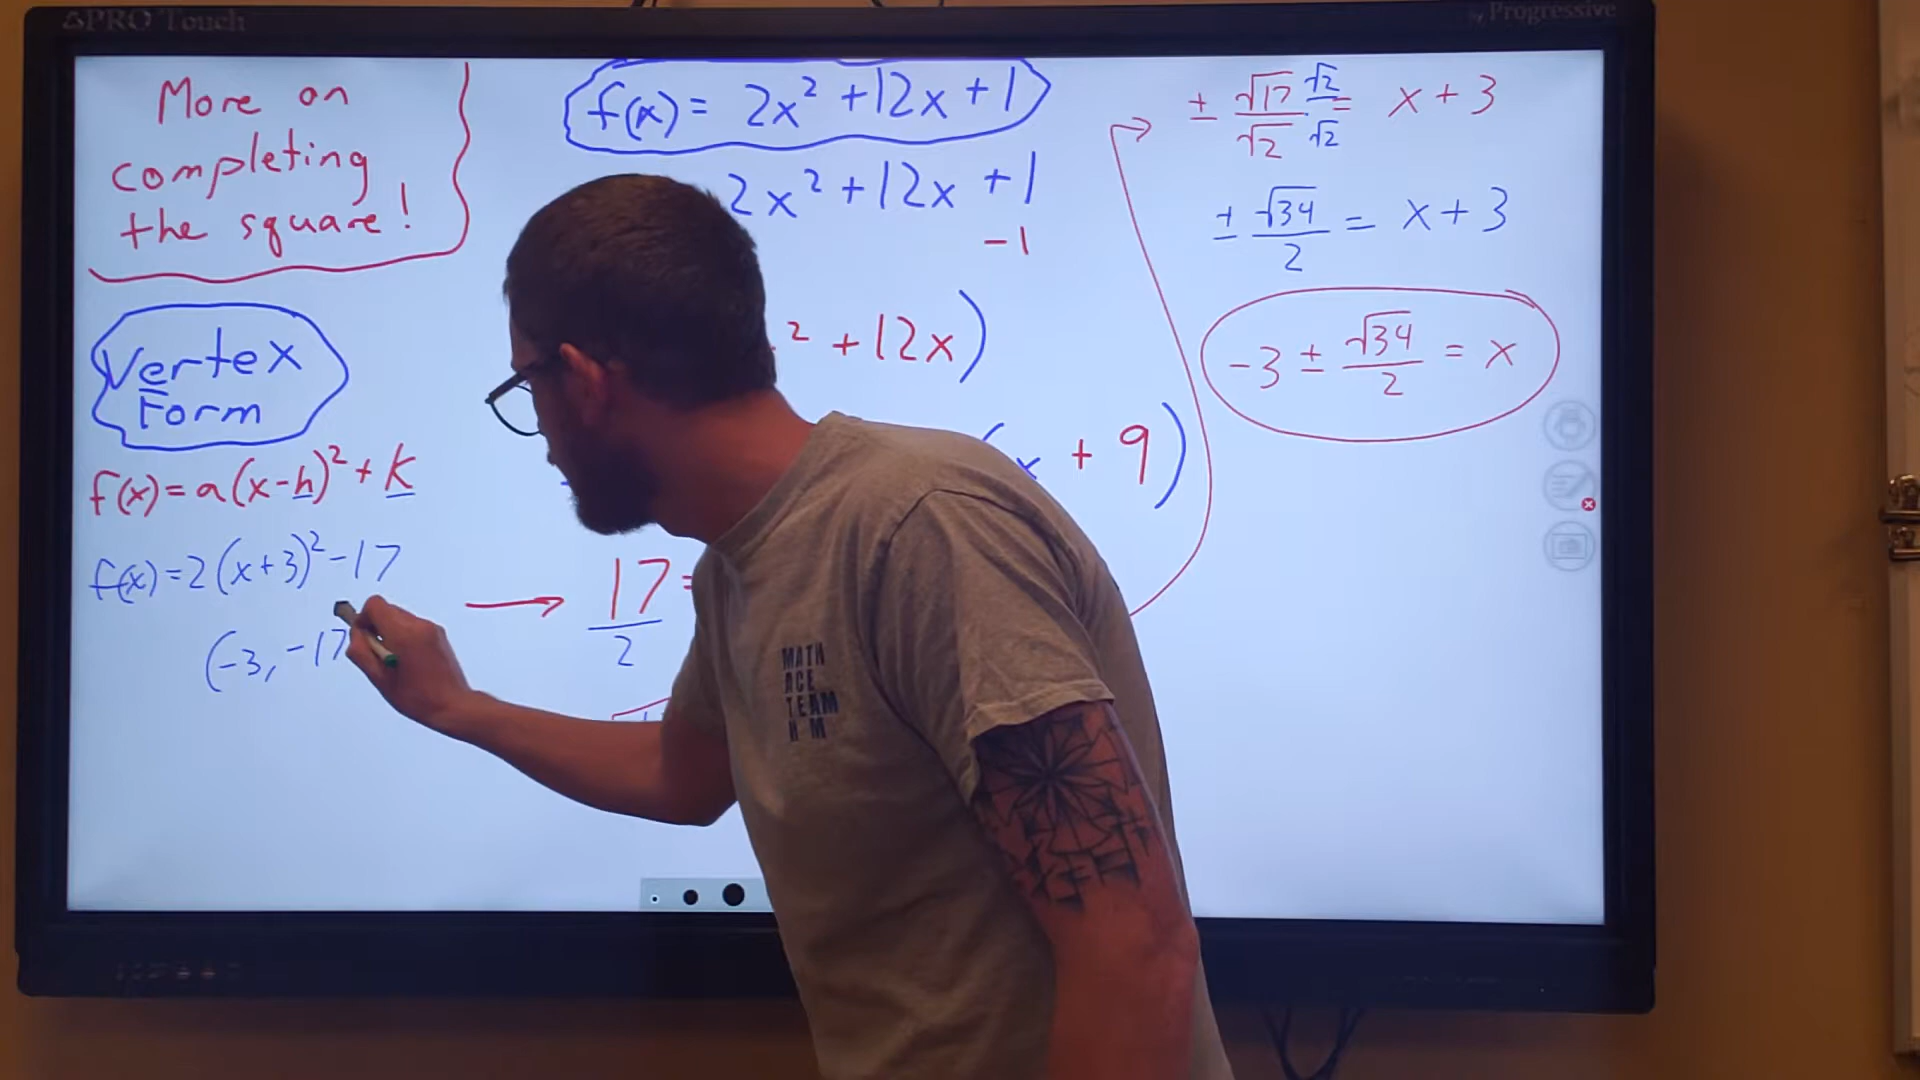 PRO Touch
Progressive
More on
completing
the square!
Vertex
Form
f(x) = a(x-h)² + k
f(x) = 2(x+3)² - 17
(-3, -17
f(x) = 2x² + 12x + 1
2x² + 12x + 1
- 1
² + 12x)
x + 9)
17 =
2
± √17 √2 = x + 3
√2 √2
± √34 = x + 3
2
-3 ± √34 = x
2
MATH
ACE
TEAM